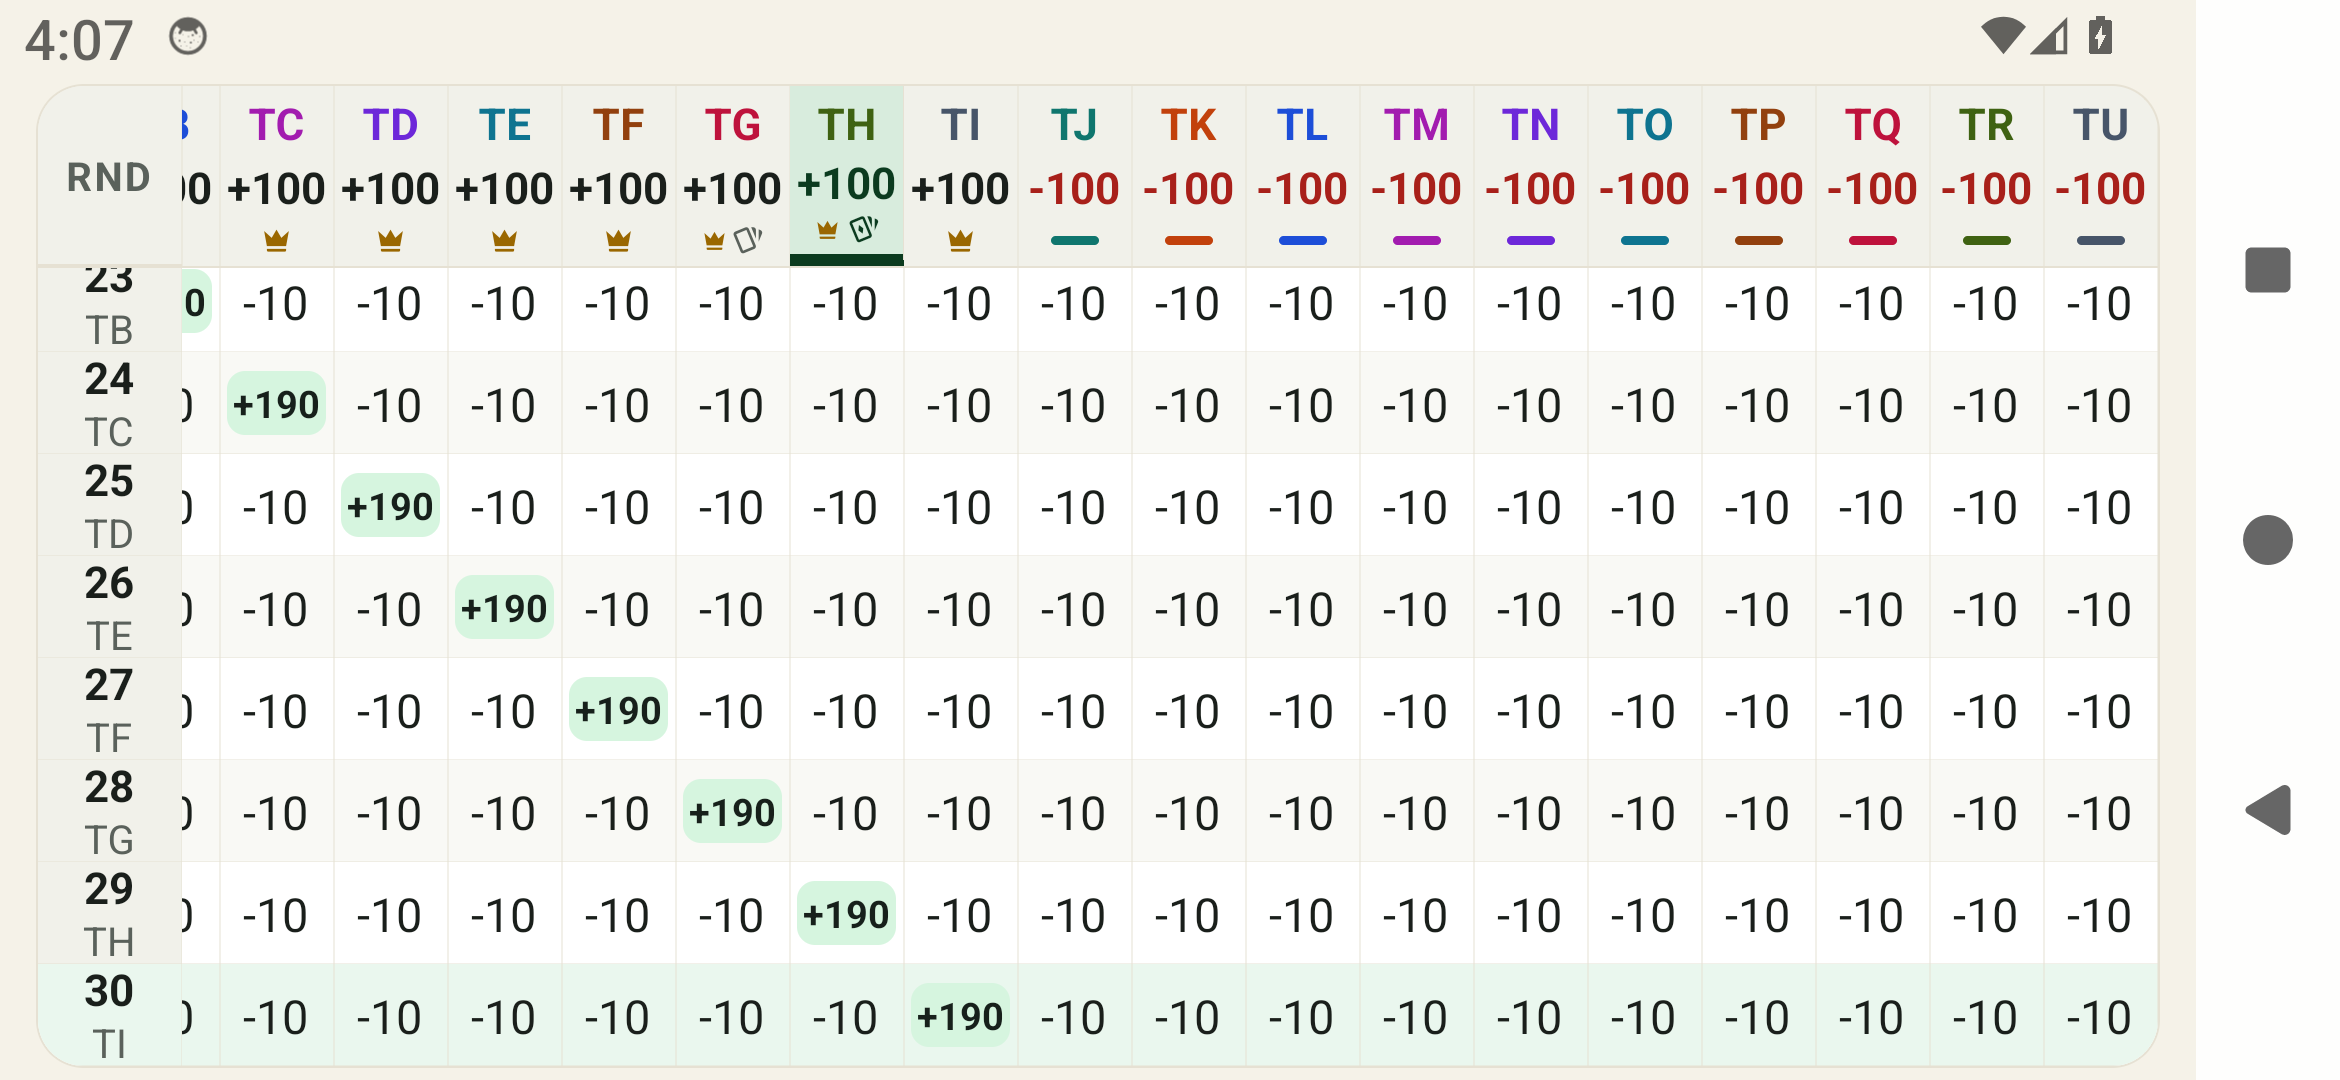 4:07
RND TC TD TE TF TG TH TI TJ TK TL TM TN TO TP TQ TR TU
+100 +100 +100 +100 +100 +100 +100 -100 -100 -100 -100 -100 -100 -100 -100 -100 -100
23 TB 0 -10 -10 -10 -10 -10 -10 -10 -10 -10 -10 -10 -10 -10 -10 -10 -10 -10
24 TC +190 -10 -10 -10 -10 -10 -10 -10 -10 -10 -10 -10 -10 -10 -10 -10 -10
25 TD -10 +190 -10 -10 -10 -10 -10 -10 -10 -10 -10 -10 -10 -10 -10 -10 -10
26 TE -10 -10 +190 -10 -10 -10 -10 -10 -10 -10 -10 -10 -10 -10 -10 -10 -10
27 TF -10 -10 -10 +190 -10 -10 -10 -10 -10 -10 -10 -10 -10 -10 -10 -10 -10
28 TG -10 -10 -10 -10 +190 -10 -10 -10 -10 -10 -10 -10 -10 -10 -10 -10 -10
29 TH -10 -10 -10 -10 -10 +190 -10 -10 -10 -10 -10 -10 -10 -10 -10 -10 -10
30 TI -10 -10 -10 -10 -10 -10 +190 -10 -10 -10 -10 -10 -10 -10 -10 -10 -10